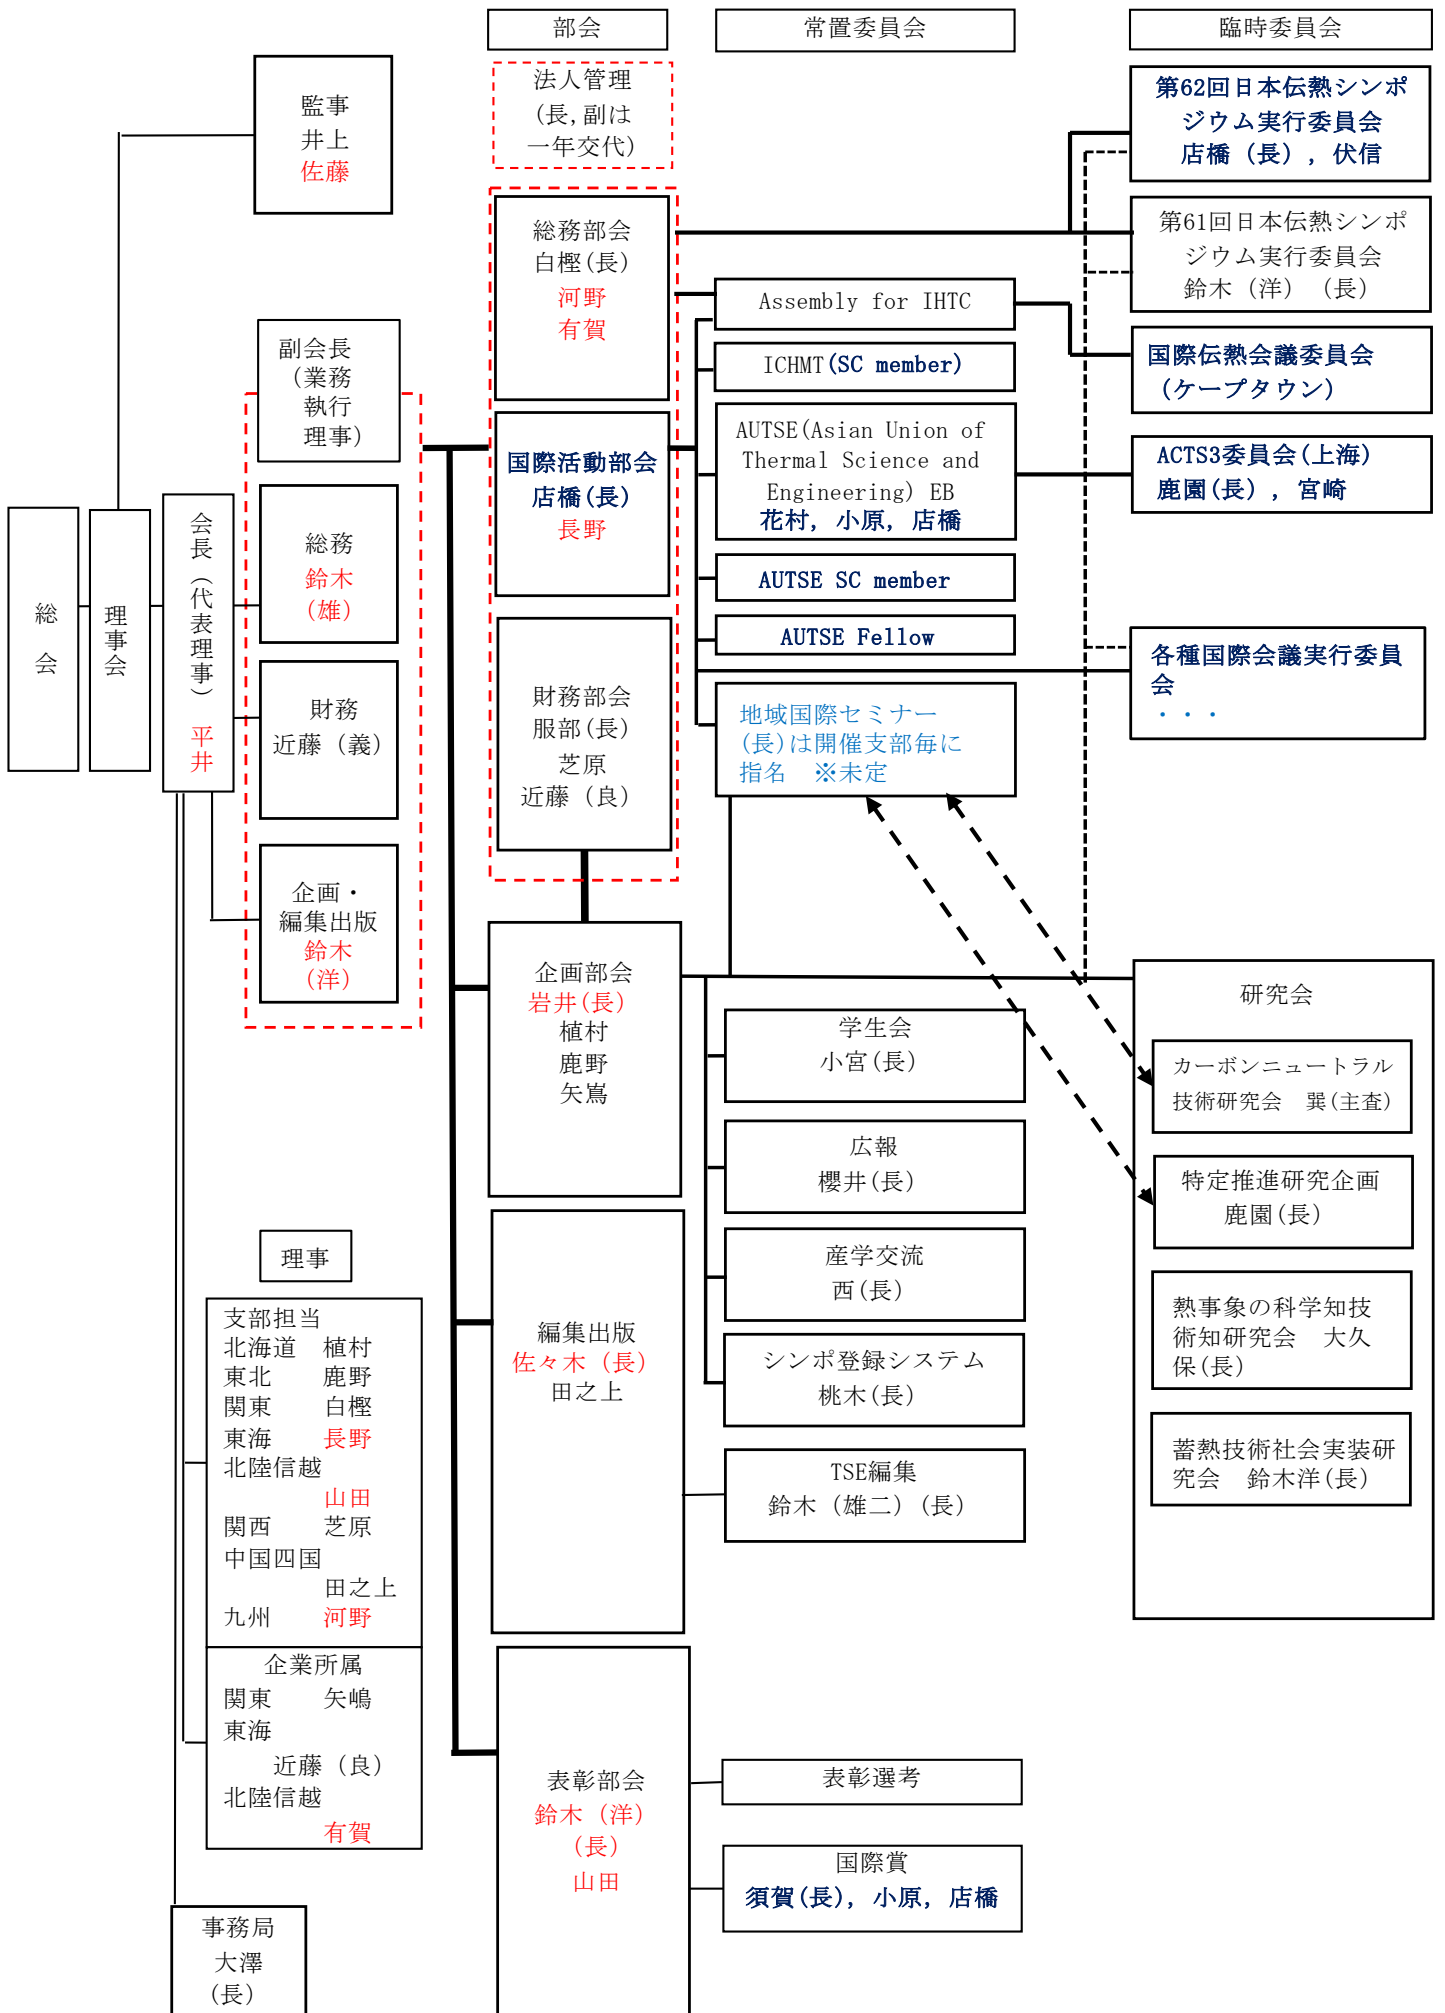 部会
常置委員会
臨時委員会
法人管理
(長,副は
一年交代)
監事
井上
佐藤
総務部会
白樫(長)
河野
有賀
国際活動部会
店橋(長)
長野
財務部会
服部(長)
芝原
近藤（良）
企画部会
岩井(長)
植村
鹿野
矢嶌
編集出版
佐々木（長）
田之上
表彰部会
鈴木（洋）
(長)
山田
副会長
(業務
執行
理事)
総務
鈴木
(雄)
財務
近藤（義）
企画・
編集出版
鈴木
(洋)
総会
理事会
会長（代表理事） 平井
理事
支部担当
北海道　植村
東北　　鹿野
関東　　白樫
東海　　長野
北陸信越
山田
関西　　芝原
中国四国
田之上
九州　　河野
企業所属
関東　　矢嶋
東海
近藤（良）
北陸信越
有賀
事務局
大澤
(長)
Assembly for IHTC
ICHMT(SC member)
AUTSE(Asian Union of
Thermal Science and
Engineering) EB
花村, 小原, 店橋
AUTSE SC member
AUTSE Fellow
地域国際セミナー
(長)は開催支部毎に
指名　※未定
学生会
小宮(長)
広報
櫻井(長)
産学交流
西(長)
シンポ登録システム
桃木(長)
TSE編集
鈴木（雄二）(長)
表彰選考
国際賞
須賀(長), 小原, 店橋
第62回日本伝熱シンポ
ジウム実行委員会
店橋（長）, 伏信
第61回日本伝熱シンポ
ジウム実行委員会
鈴木（洋）（長）
国際伝熱会議委員会
(ケープタウン)
ACTS3委員会(上海)
鹿園(長), 宮崎
各種国際会議実行委員
会
・・・
研究会
カーボンニュートラル
技術研究会　巽(主査)
特定推進研究企画
鹿園(長)
熱事象の科学知技
術知研究会　大久
保(長)
蓄熱技術社会実装研
究会　鈴木洋(長)